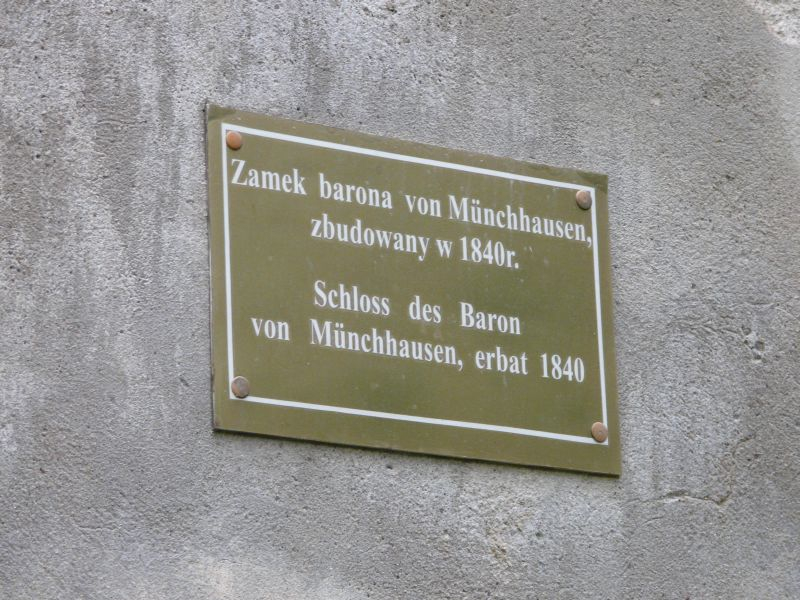 Zamek barona von Münchhausen,
zbudowany w 1840r.
Schloss des Baron
von Münchhausen, erbat 1840